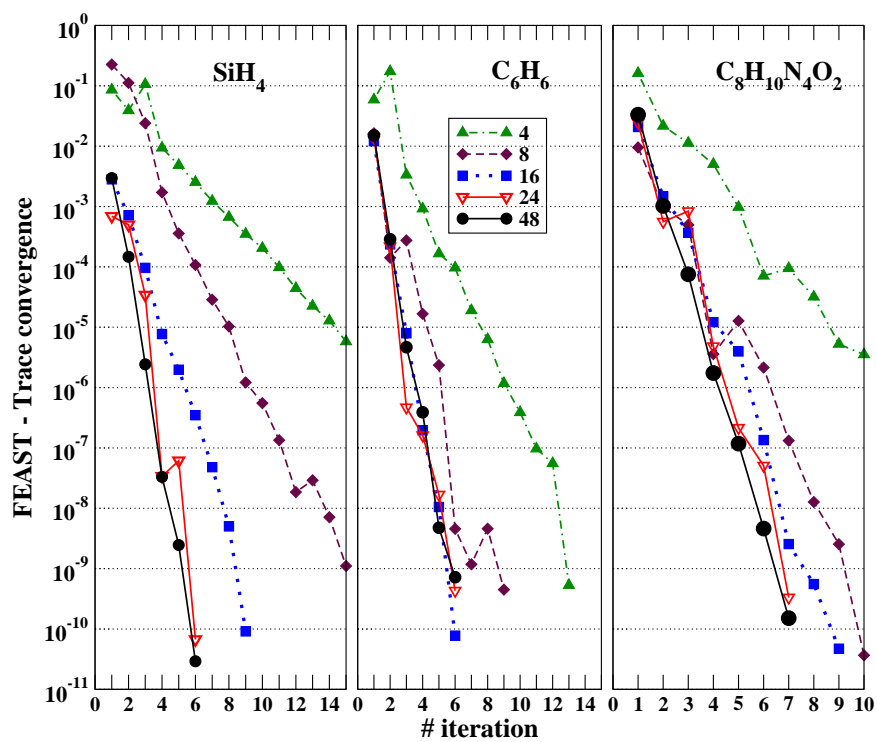 FEAST - Trace convergence
10^0
10^-1
10^-2
10^-3
10^-4
10^-5
10^-6
10^-7
10^-8
10^-9
10^-10
10^-11
SiH₄
C₆H₆
C₈H₁₀N₄O₂
4
8
16
24
48
0 2 4 6 8 10 12 14
0 2 4 6 8 10 12 14
0 1 2 3 4 5 6 7 8 9 10
# iteration